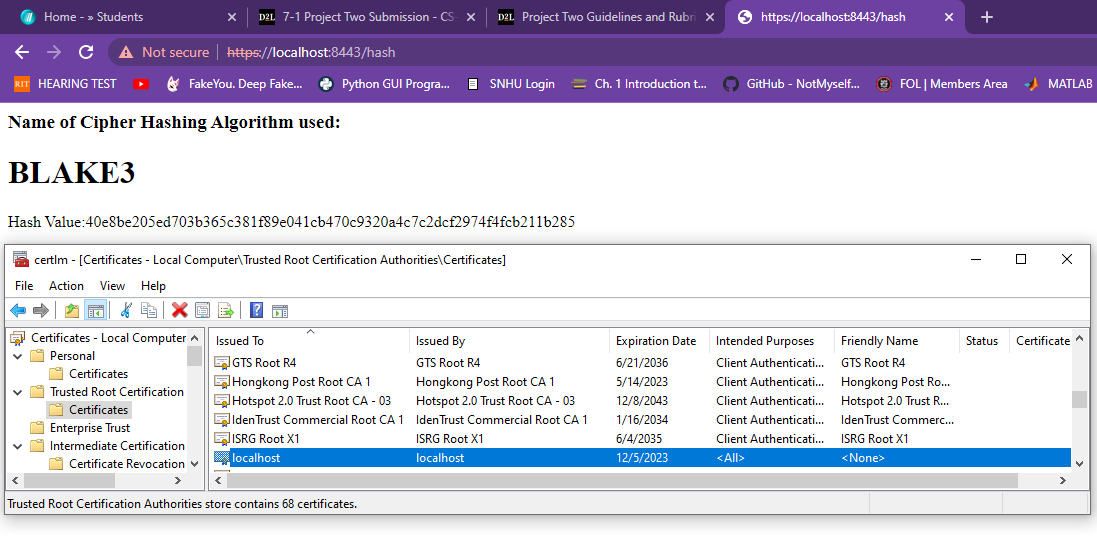 Home - » Students
D2L 7-1 Project Two Submission - CS-
D2L Project Two Guidelines and Rubri
https://localhost:8443/hash
Not secure https://localhost:8443/hash
RIT HEARING TEST FakeYou. Deep Fake... Python GUI Progra... SNHU Login Ch. 1 Introduction t... GitHub - NotMyself... FOL | Members Area MATLAB
Name of Cipher Hashing Algorithm used:
BLAKE3
Hash Value:40e8be205ed703b365c381f89e041cb470c9320a4c7c2dcf2974f4fcb211b285
certlm - [Certificates - Local Computer\Trusted Root Certification Authorities\Certificates]
File Action View Help
Certificates - Local Computer
Personal
Certificates
Trusted Root Certification
Certificates
Enterprise Trust
Intermediate Certification
Certificate Revocation
Issued To Issued By Expiration Date Intended Purposes Friendly Name Status Certificate
GTS Root R4 GTS Root R4 6/21/2036 Client Authenticati... GTS Root R4
Hongkong Post Root CA 1 Hongkong Post Root CA 1 5/14/2023 Client Authenticati... Hongkong Post Ro...
Hotspot 2.0 Trust Root CA - 03 Hotspot 2.0 Trust Root CA - 03 12/8/2043 Client Authenticati... Hotspot 2.0 Trust R...
IdenTrust Commercial Root CA 1 IdenTrust Commercial Root CA 1 1/16/2034 Client Authenticati... IdenTrust Commerc...
ISRG Root X1 ISRG Root X1 6/4/2035 Client Authenticati... ISRG Root X1
localhost localhost 12/5/2023 <All> <None>
Trusted Root Certification Authorities store contains 68 certificates.